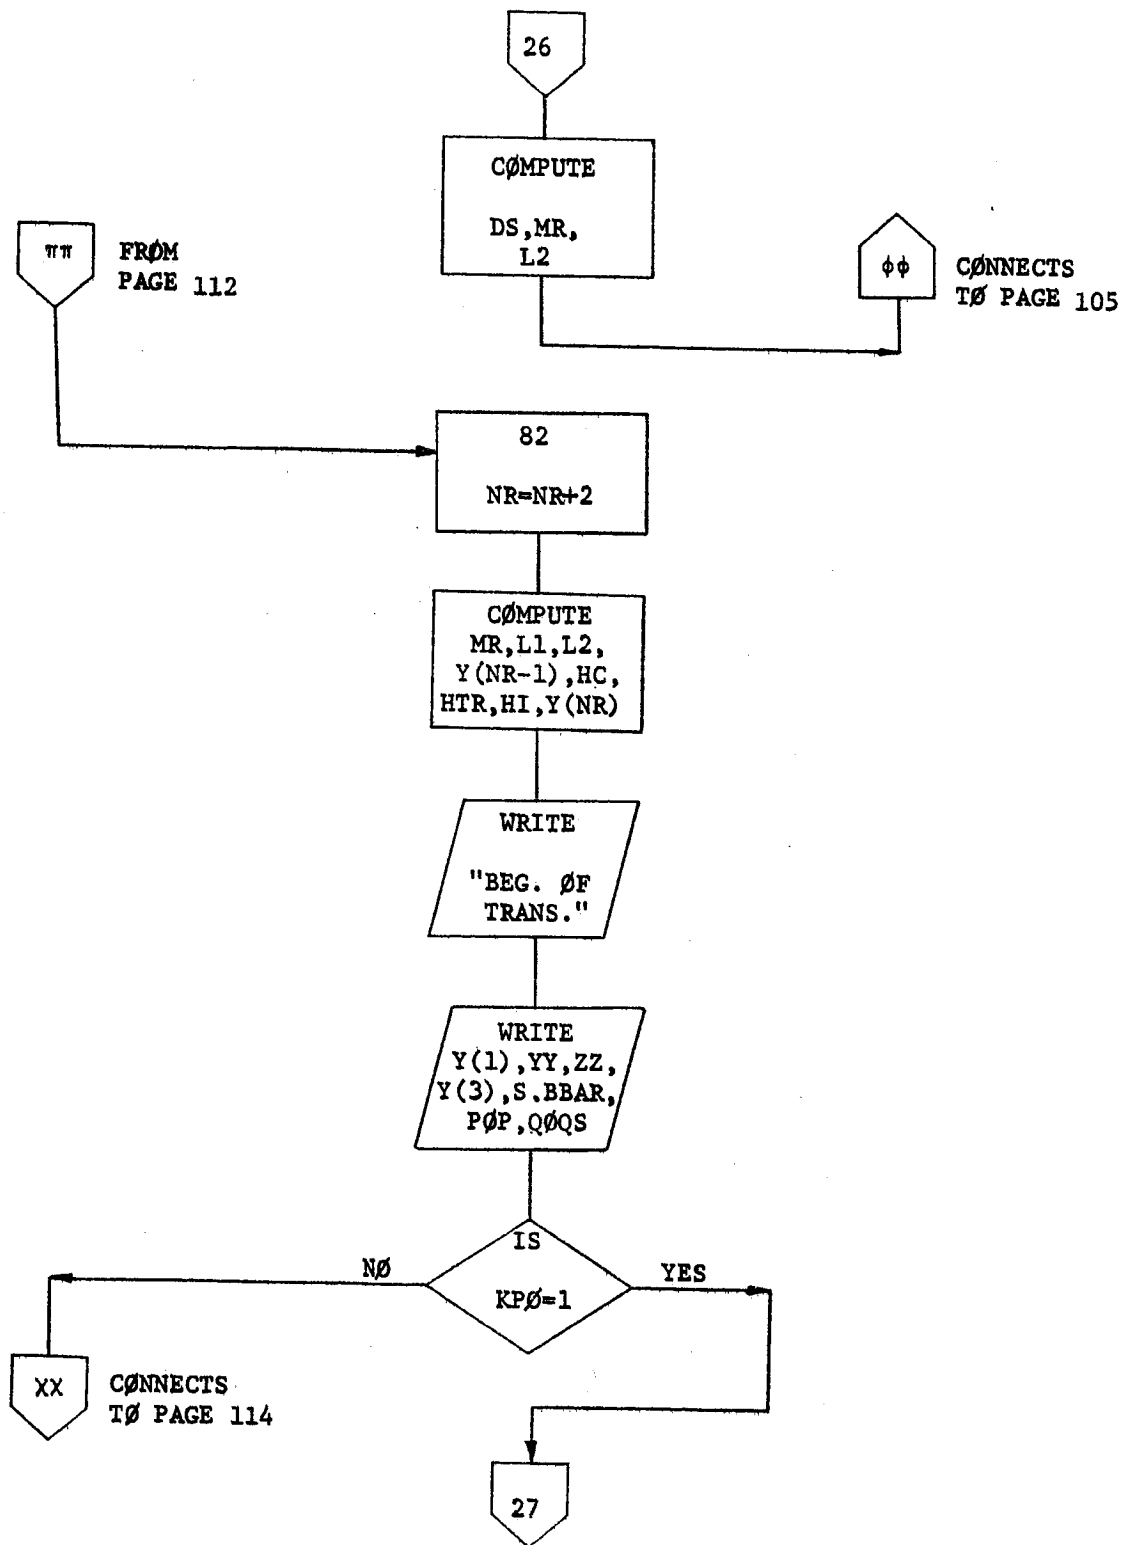 26
CØMPUTE
DS,MR,
L2
ππ
FRØM
PAGE 112
φφ
CØNNECTS
TØ PAGE 105
82
NR=NR+2
CØMPUTE
MR,L1,L2,
Y(NR-1),HC,
HTR,HI,Y(NR)
WRITE
"BEG. ØF
TRANS."
WRITE
Y(1),YY,ZZ,
Y(3),S.BBAR,
PØP,QØQS
IS
KPØ=1
NØ
YES
XX
CØNNECTS
TØ PAGE 114
27